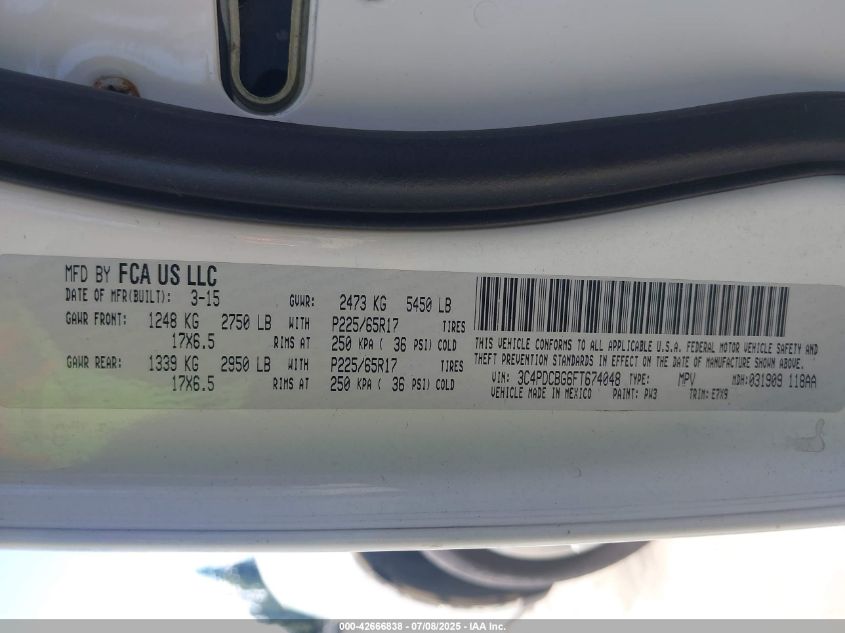 MFD BY FCA US LLC
DATE OF MFR(BUILT): 3-15 GVWR: 2473 KG 5450 LB
GAWR FRONT: 1248 KG 2750 LB WITH P225/65R17 TIRES
17X6.5 RIMS AT 250 KPA ( 36 PSI) COLD
GAWR REAR: 1339 KG 2950 LB WITH P225/65R17 TIRES
17X6.5 RIMS AT 250 KPA ( 36 PSI) COLD
THIS VEHICLE CONFORMS TO ALL APPLICABLE U.S.A. FEDERAL MOTOR VEHICLE SAFETY AND
THEFT PREVENTION STANDARDS IN EFFECT ON THE DATE OF MANUFACTURE SHOWN ABOVE.
VIN: 3C4PDCBG6FT674048 TYPE: MPV MDH:031909 118AA
VEHICLE MADE IN MEXICO PAINT: PW3 TRIM: E7X9
000-42666838 - 07/08/2025 - IAA Inc.